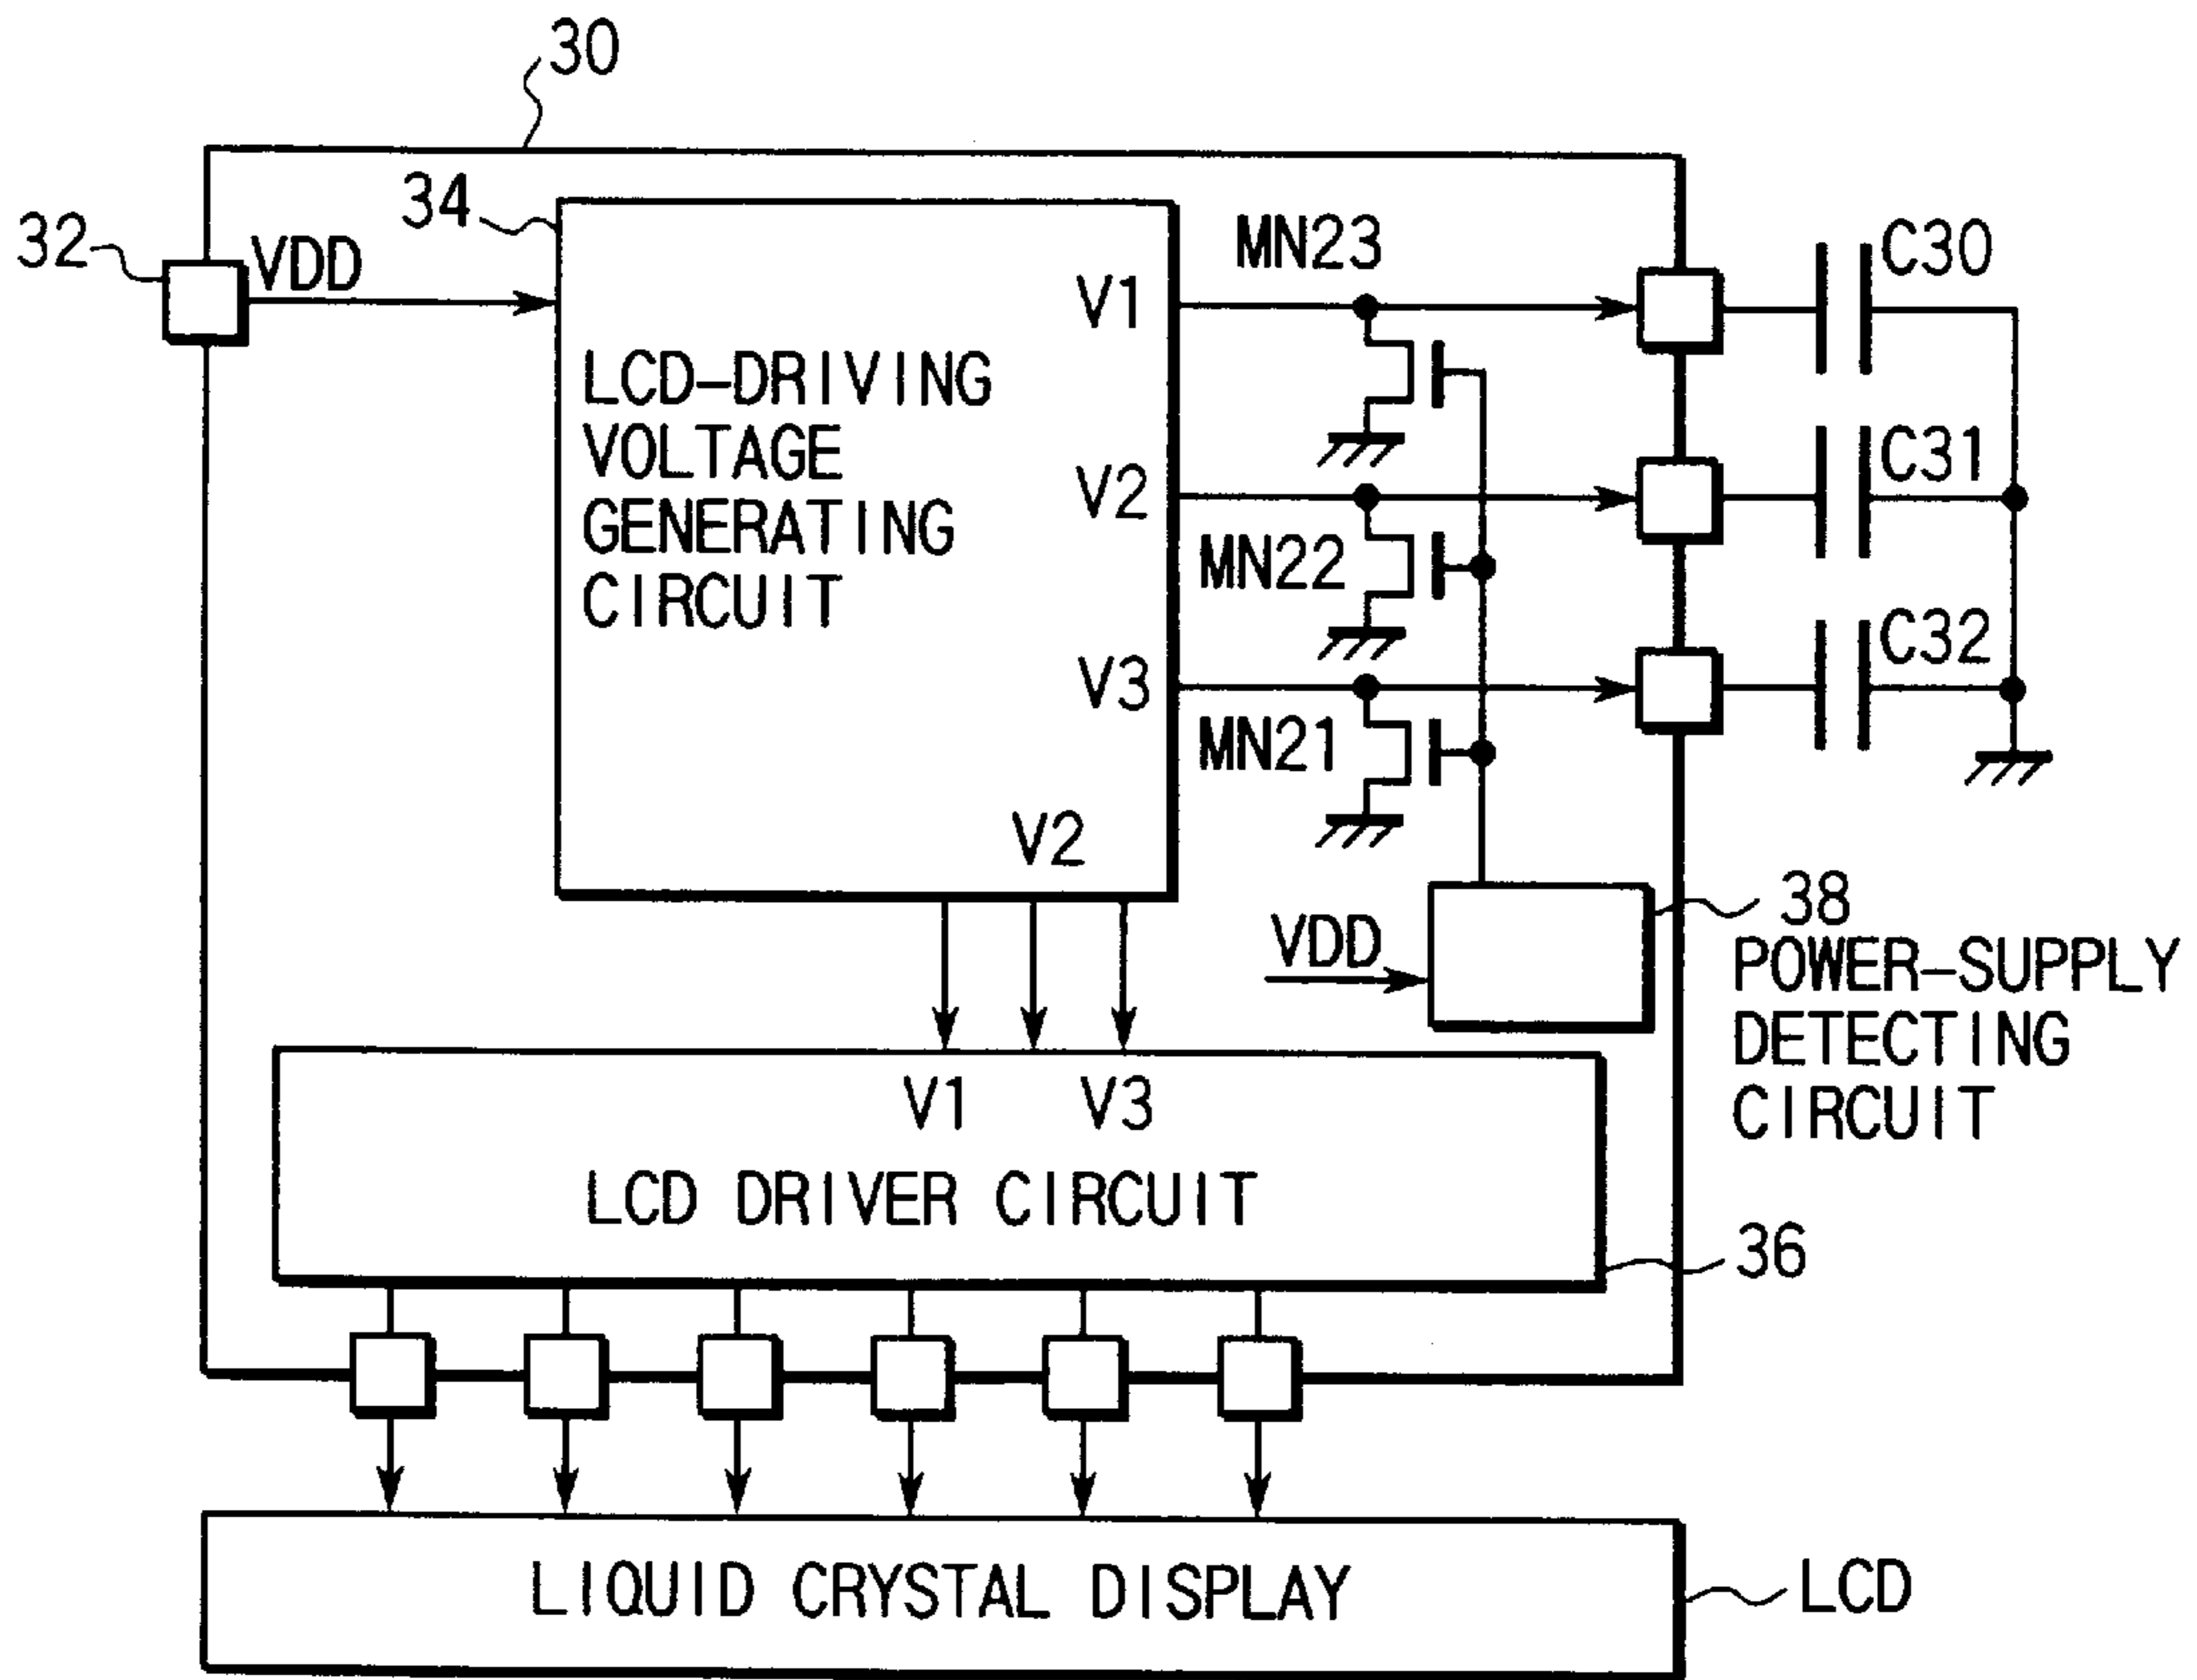 30
34
32
VDD
MN23
C30
V1
LCD-DRIVING
VOLTAGE
GENERATING
CIRCUIT
V2
C31
MN22
V3
C32
MN21
V2
38
VDD
POWER-SUPPLY
DETECTING
CIRCUIT
V1 V3
LCD DRIVER CIRCUIT
36
LIQUID CRYSTAL DISPLAY
LCD